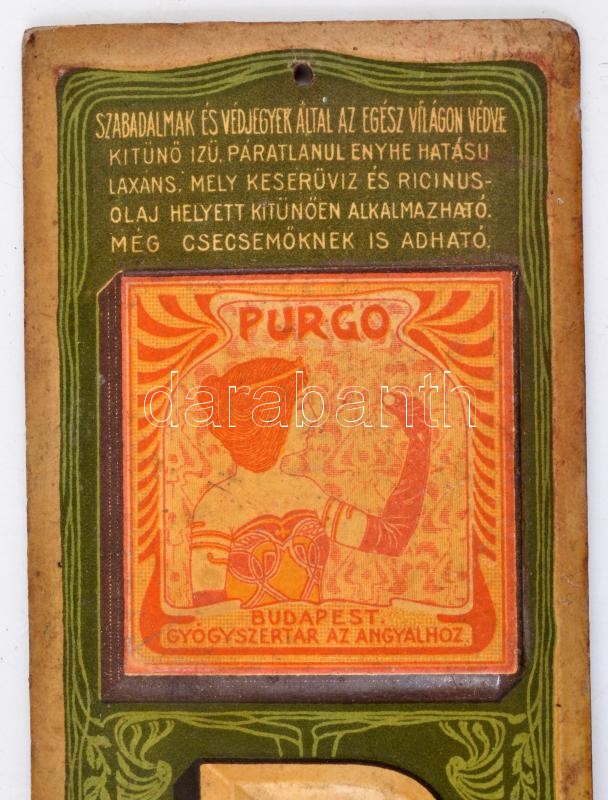 SZABADALMAK ÉS VÉDJEGYEK ÁLTAL AZ EGÉSZ VILÁGON VÉDVE
KITÜNŐ IZÜ, PÁRATLANUL ENYHE HATÁSU
LAXANS, MELY KESERÜVIZ ÉS RICINUS-
OLAJ HELYETT KITÜNŐEN ALKALMAZHATÓ.
MÉG CSECSEMŐKNEK IS ADHATÓ.
PURGO
darabanth
BUDAPEST.
GYÓGYSZERTÁR AZ ANGYALHOZ.